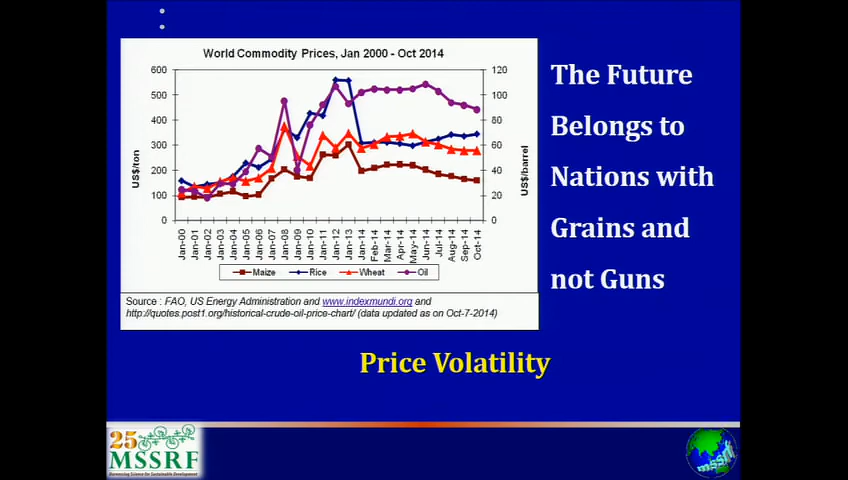 World Commodity Prices, Jan 2000 - Oct 2014
600
500
400
300
200
100
0
120
100
80
60
40
20
0
US$/ton
US$/barrel
Jan-00
Jan-01
Jan-02
Jan-03
Jan-04
Jan-05
Jan-06
Jan-07
Jan-08
Jan-09
Jan-10
Jan-11
Jan-12
Jan-13
Jan-14
Feb-14
Mar-14
Apr-14
May-14
Jun-14
Jul-14
Aug-14
Sep-14
Oct-14
Maize Rice Wheat Oil
Source : FAO, US Energy Administration and www.indexmundi.org and
http://quotes.post1.org/historical-crude-oil-price-chart/ (data updated as on Oct-7-2014)
The Future
Belongs to
Nations with
Grains and
not Guns
Price Volatility
25
MSSRF
Harnessing Science for Sustainable Development
mssrf